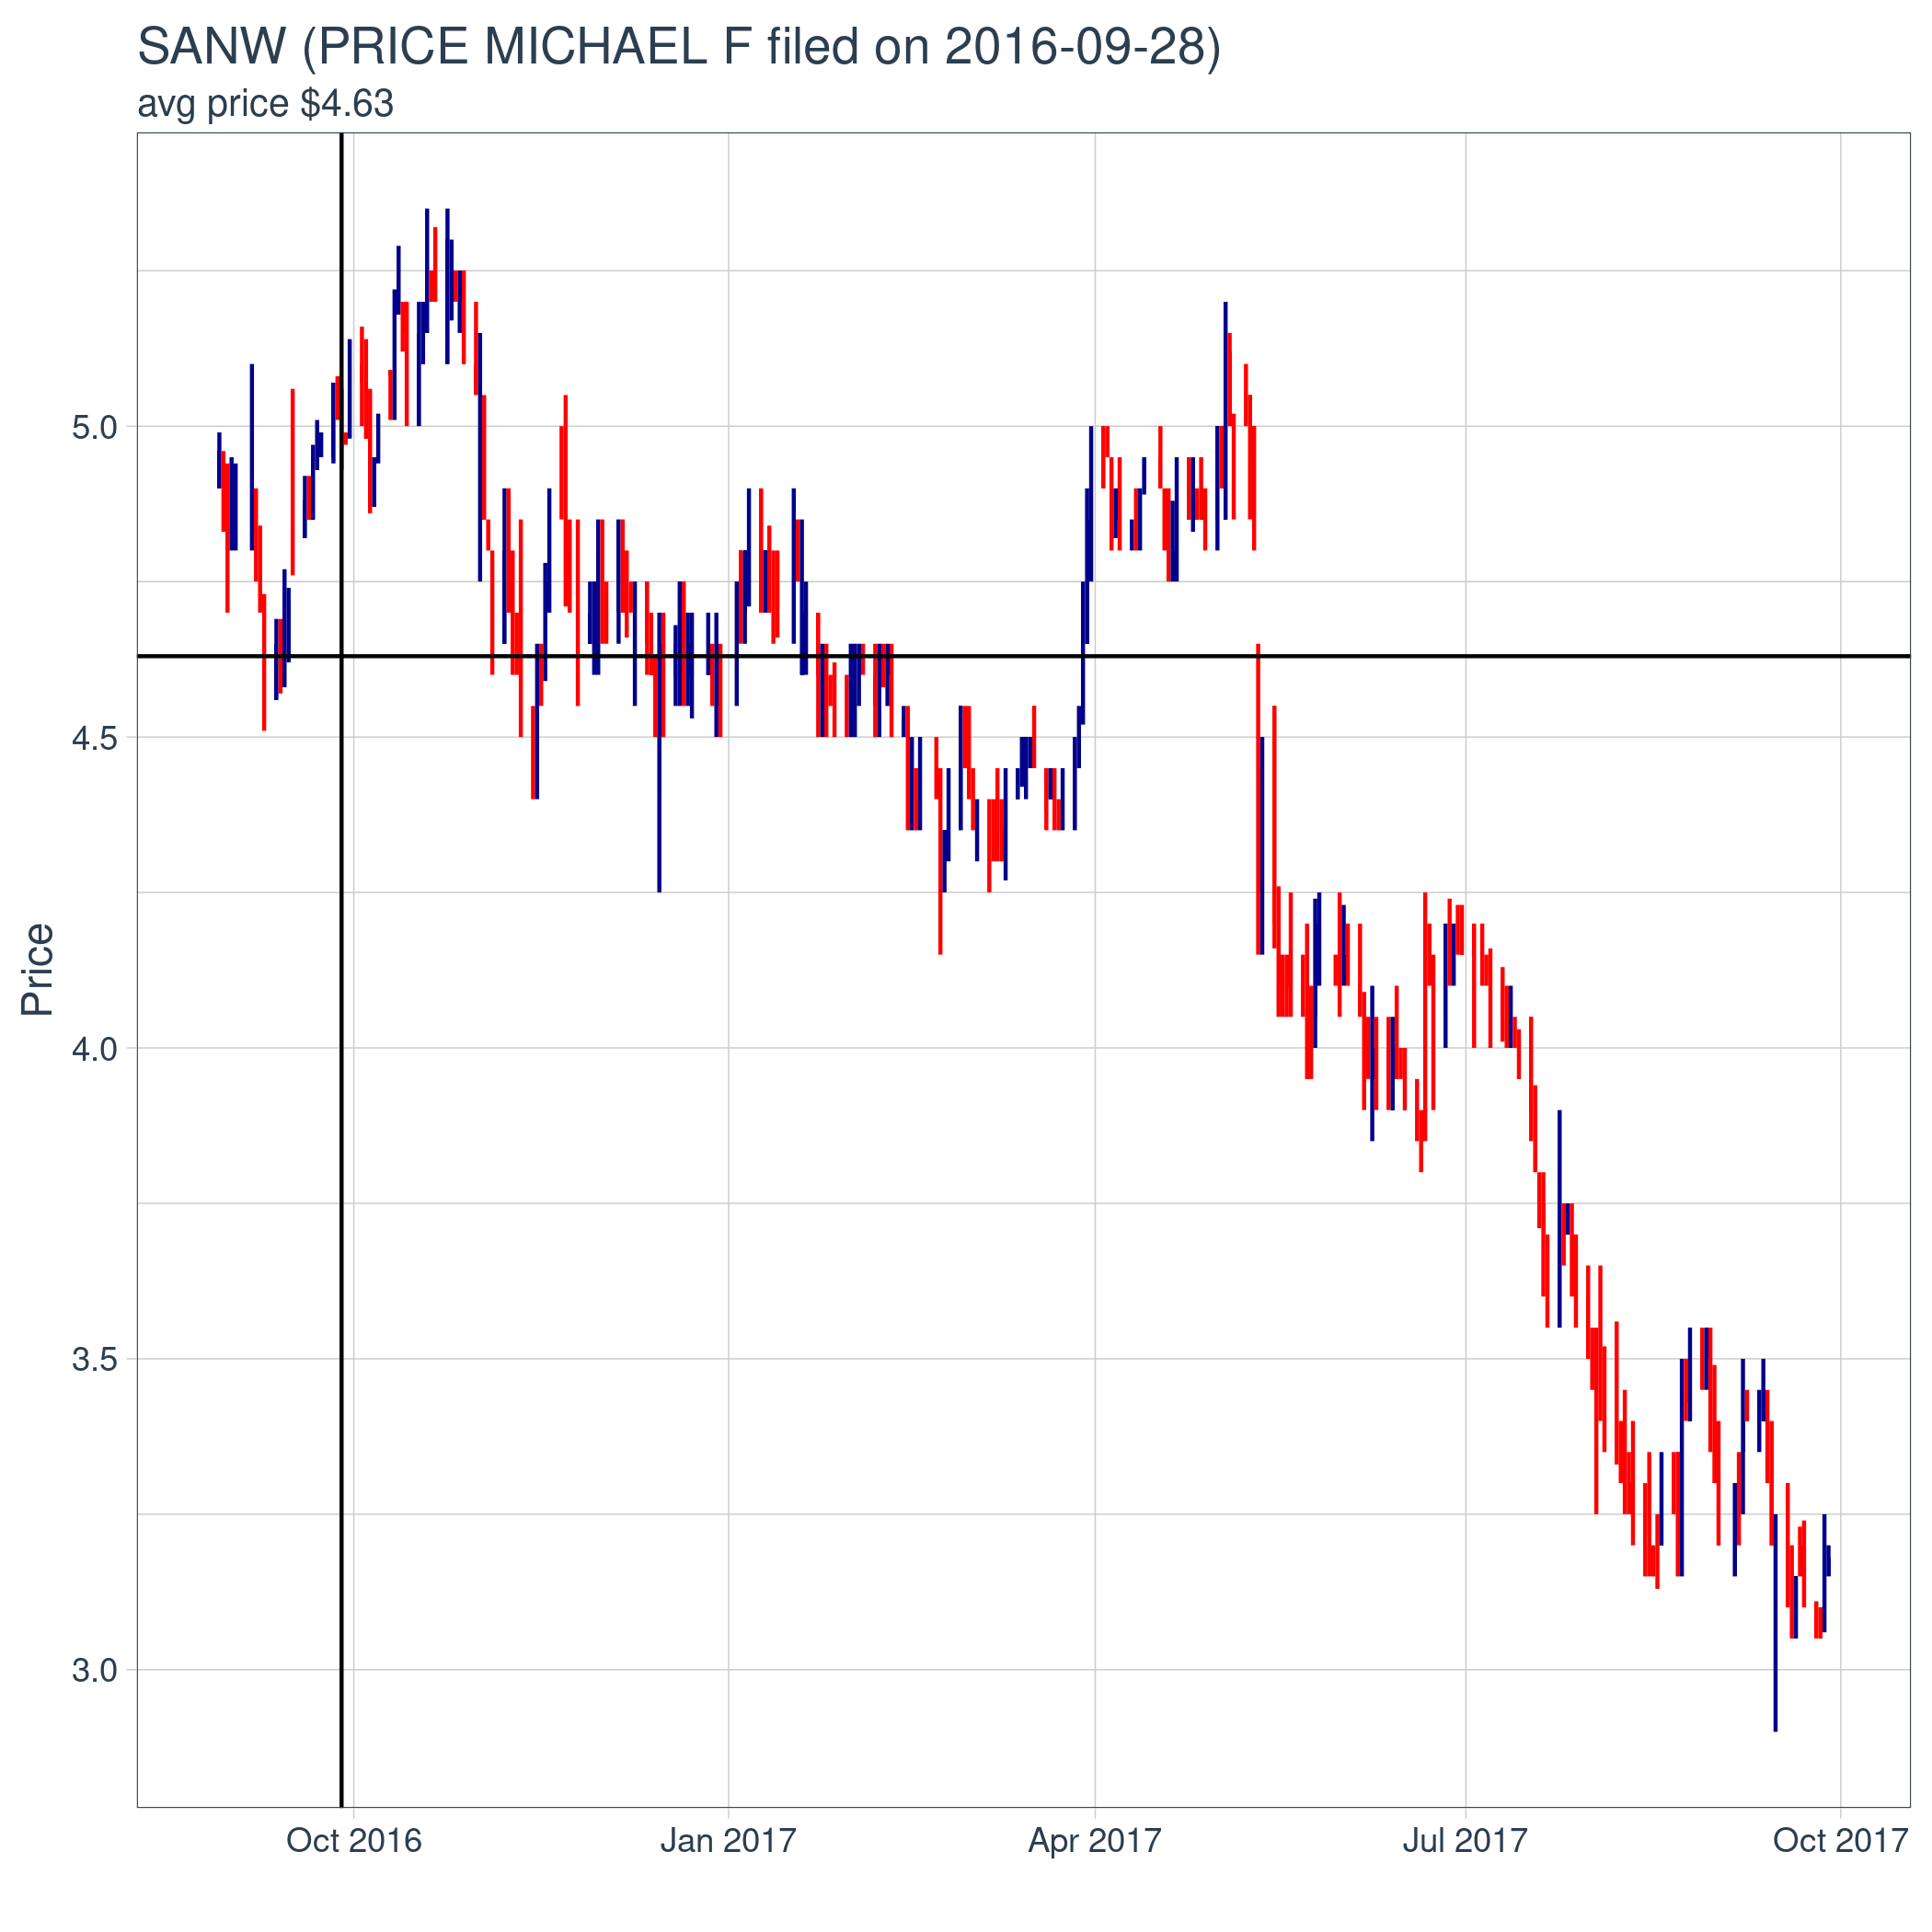 SANW (PRICE MICHAEL F filed on 2016-09-28)
avg price $4.63
5.0
4.5
4.0
3.5
3.0
Price
Oct 2016
Jan 2017
Apr 2017
Jul 2017
Oct 2017